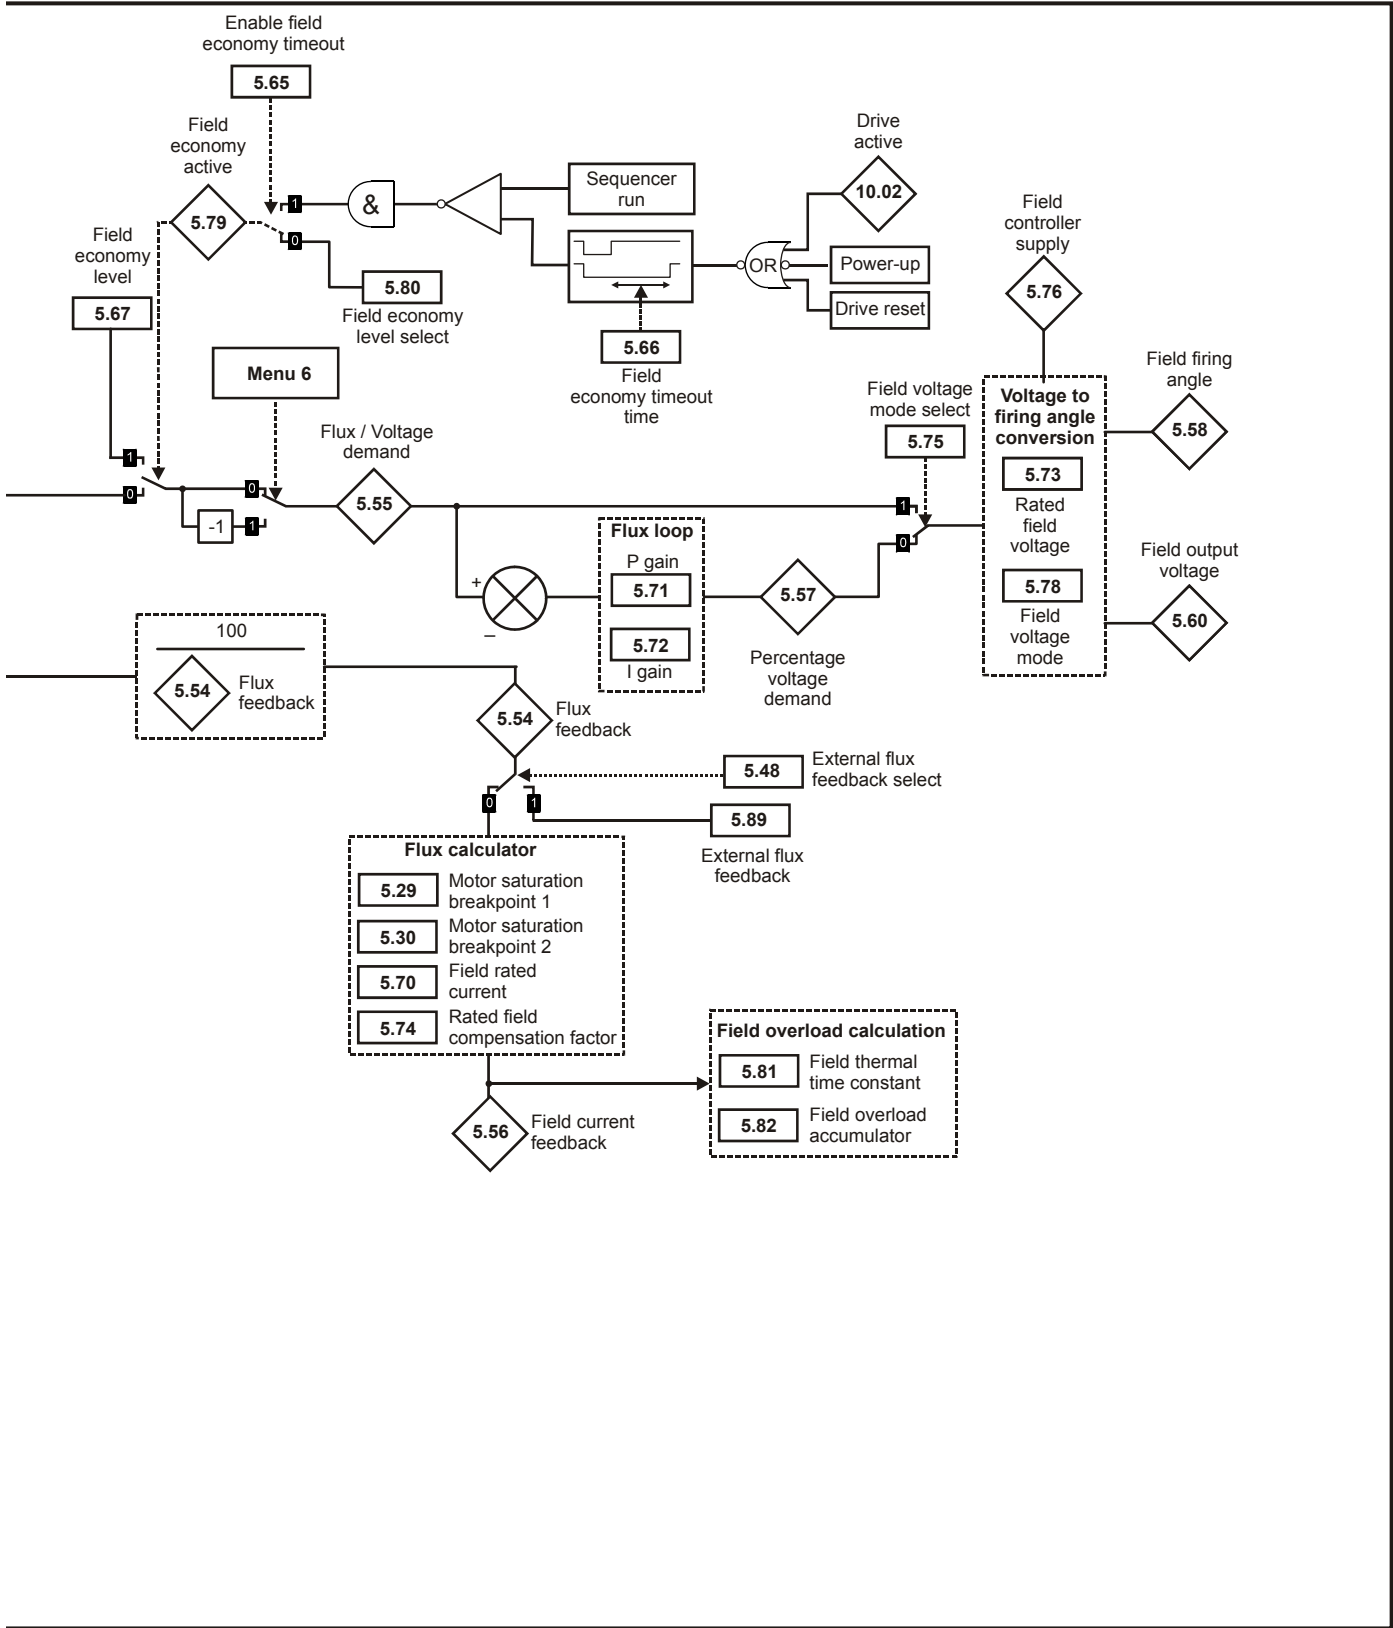 Enable field
economy timeout
5.65
Field
economy
active
5.79
1
0
&
Sequencer
run
Drive
active
10.02
OR
Power-up
Drive reset
5.80
Field economy
level select
5.66
Field
economy timeout
time
Field
economy
level
5.67
Menu 6
1
0
0
-1
1
Flux / Voltage
demand
5.55
Field
controller
supply
5.76
Field voltage
mode select
5.75
1
0
Voltage to
firing angle
conversion
5.73
Rated
field
voltage
5.78
Field
voltage
mode
Field firing
angle
5.58
Field output
voltage
5.60
+
–
Flux loop
P gain
5.71
5.72
I gain
5.57
Percentage
voltage
demand
100
5.54
Flux
feedback
5.54
Flux
feedback
5.48
External flux
feedback select
0
1
5.89
External flux
feedback
Flux calculator
5.29
Motor saturation
breakpoint 1
5.30
Motor saturation
breakpoint 2
5.70
Field rated
current
5.74
Rated field
compensation factor
Field overload calculation
5.81
Field thermal
time constant
5.82
Field overload
accumulator
5.56
Field current
feedback